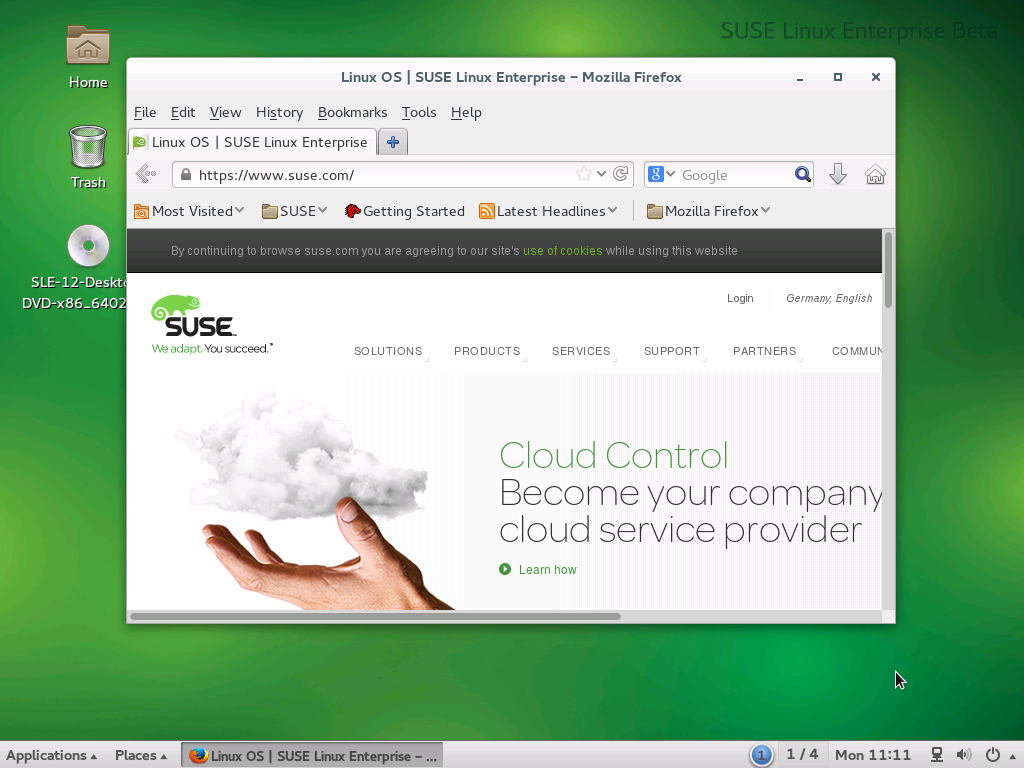 SUSE Linux Enterprise Beta
Home
Trash
SLE-12-Deskto
DVD-x86_6402
Linux OS | SUSE Linux Enterprise – Mozilla Firefox
File Edit View History Bookmarks Tools Help
Linux OS | SUSE Linux Enterprise
https://www.suse.com/
8
Google
Most Visited SUSE Getting Started Latest Headlines Mozilla Firefox
By continuing to browse suse.com you are agreeing to our site's use of cookies while using this website
Login Germany, English
SUSE
We adapt. You succeed.
SOLUTIONS PRODUCTS SERVICES SUPPORT PARTNERS COMMUN
Cloud Control
Become your company
cloud service provider
Learn how
Applications Places Linux OS | SUSE Linux Enterprise – ... 1 1 / 4 Mon 11:11